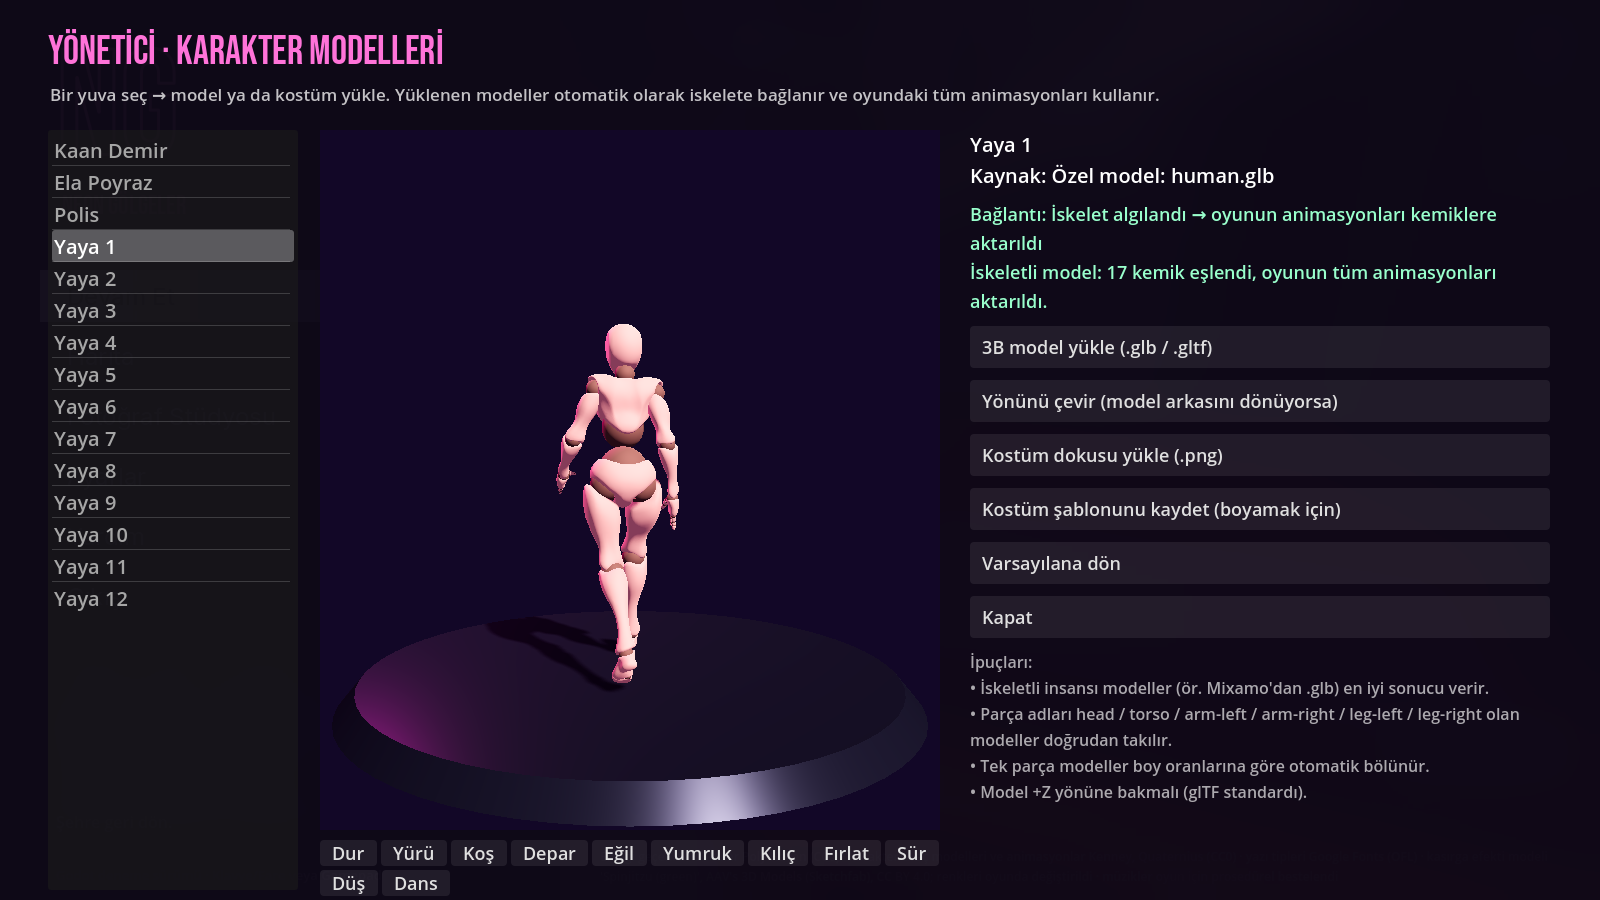 YÖNETİCİ · KARAKTER MODELLERİ
Bir yuva seç → model ya da kostüm yükle. Yüklenen modeller otomatik olarak iskelete bağlanır ve oyundaki tüm animasyonları kullanır.
Kaan Demir
Ela Poyraz
Polis
Yaya 1
Yaya 2
Yaya 3
Yaya 4
Yaya 5
Yaya 6
Yaya 7
Yaya 8
Yaya 9
Yaya 10
Yaya 11
Yaya 12
Dur
Yürü
Koş
Depar
Eğil
Yumruk
Kılıç
Fırlat
Sür
Düş
Dans
Yaya 1
Kaynak: Özel model: human.glb
Bağlantı: İskelet algılandı → oyunun animasyonları kemiklere
aktarıldı
İskeletli model: 17 kemik eşlendi, oyunun tüm animasyonları
aktarıldı.
3B model yükle (.glb / .gltf)
Yönünü çevir (model arkasını dönüyorsa)
Kostüm dokusu yükle (.png)
Kostüm şablonunu kaydet (boyamak için)
Varsayılana dön
Kapat
İpuçları:
• İskeletli insansı modeller (ör. Mixamo'dan .glb) en iyi sonucu verir.
• Parça adları head / torso / arm-left / arm-right / leg-left / leg-right olan
modeller doğrudan takılır.
• Tek parça modeller boy oranlarına göre otomatik bölünür.
• Model +Z yönüne bakmalı (glTF standardı).